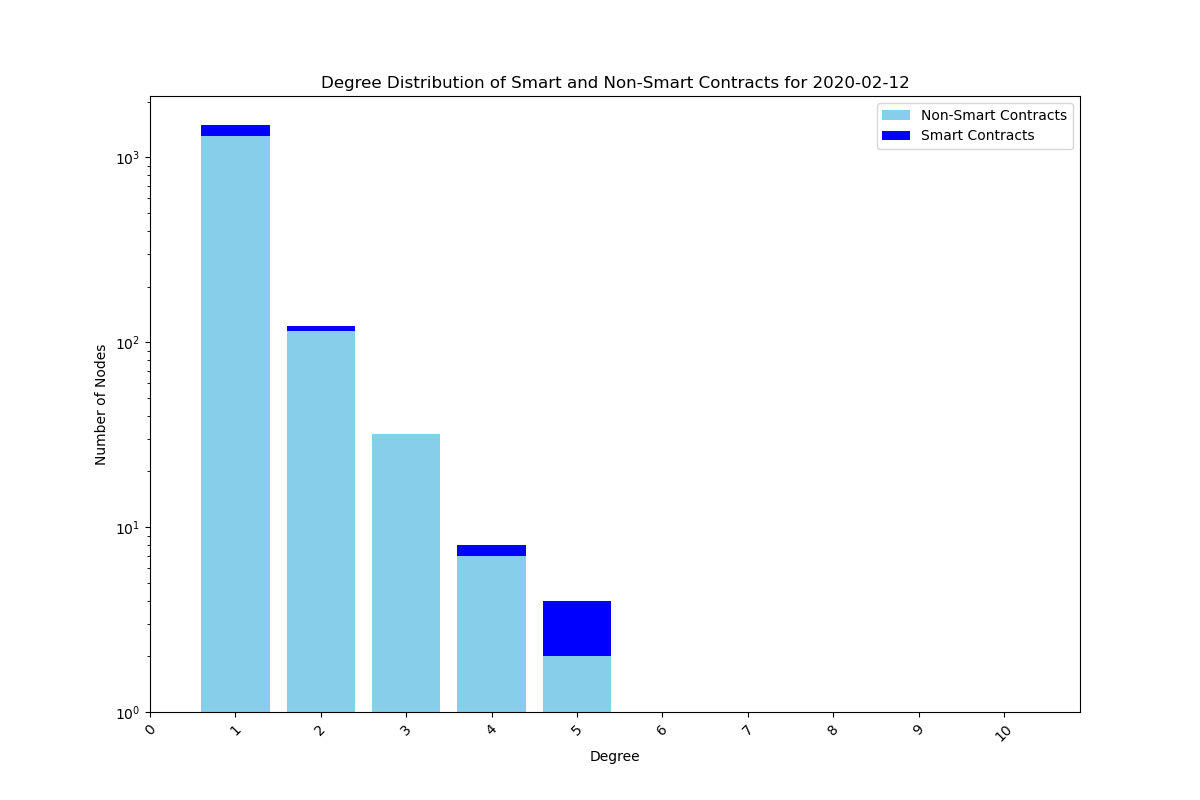 Degree Distribution of Smart and Non-Smart Contracts for 2020-02-12
Non-Smart Contracts
Smart Contracts
Number of Nodes
10³
10²
10¹
10⁰
0 1 2 3 4 5 6 7 8 9 10
Degree